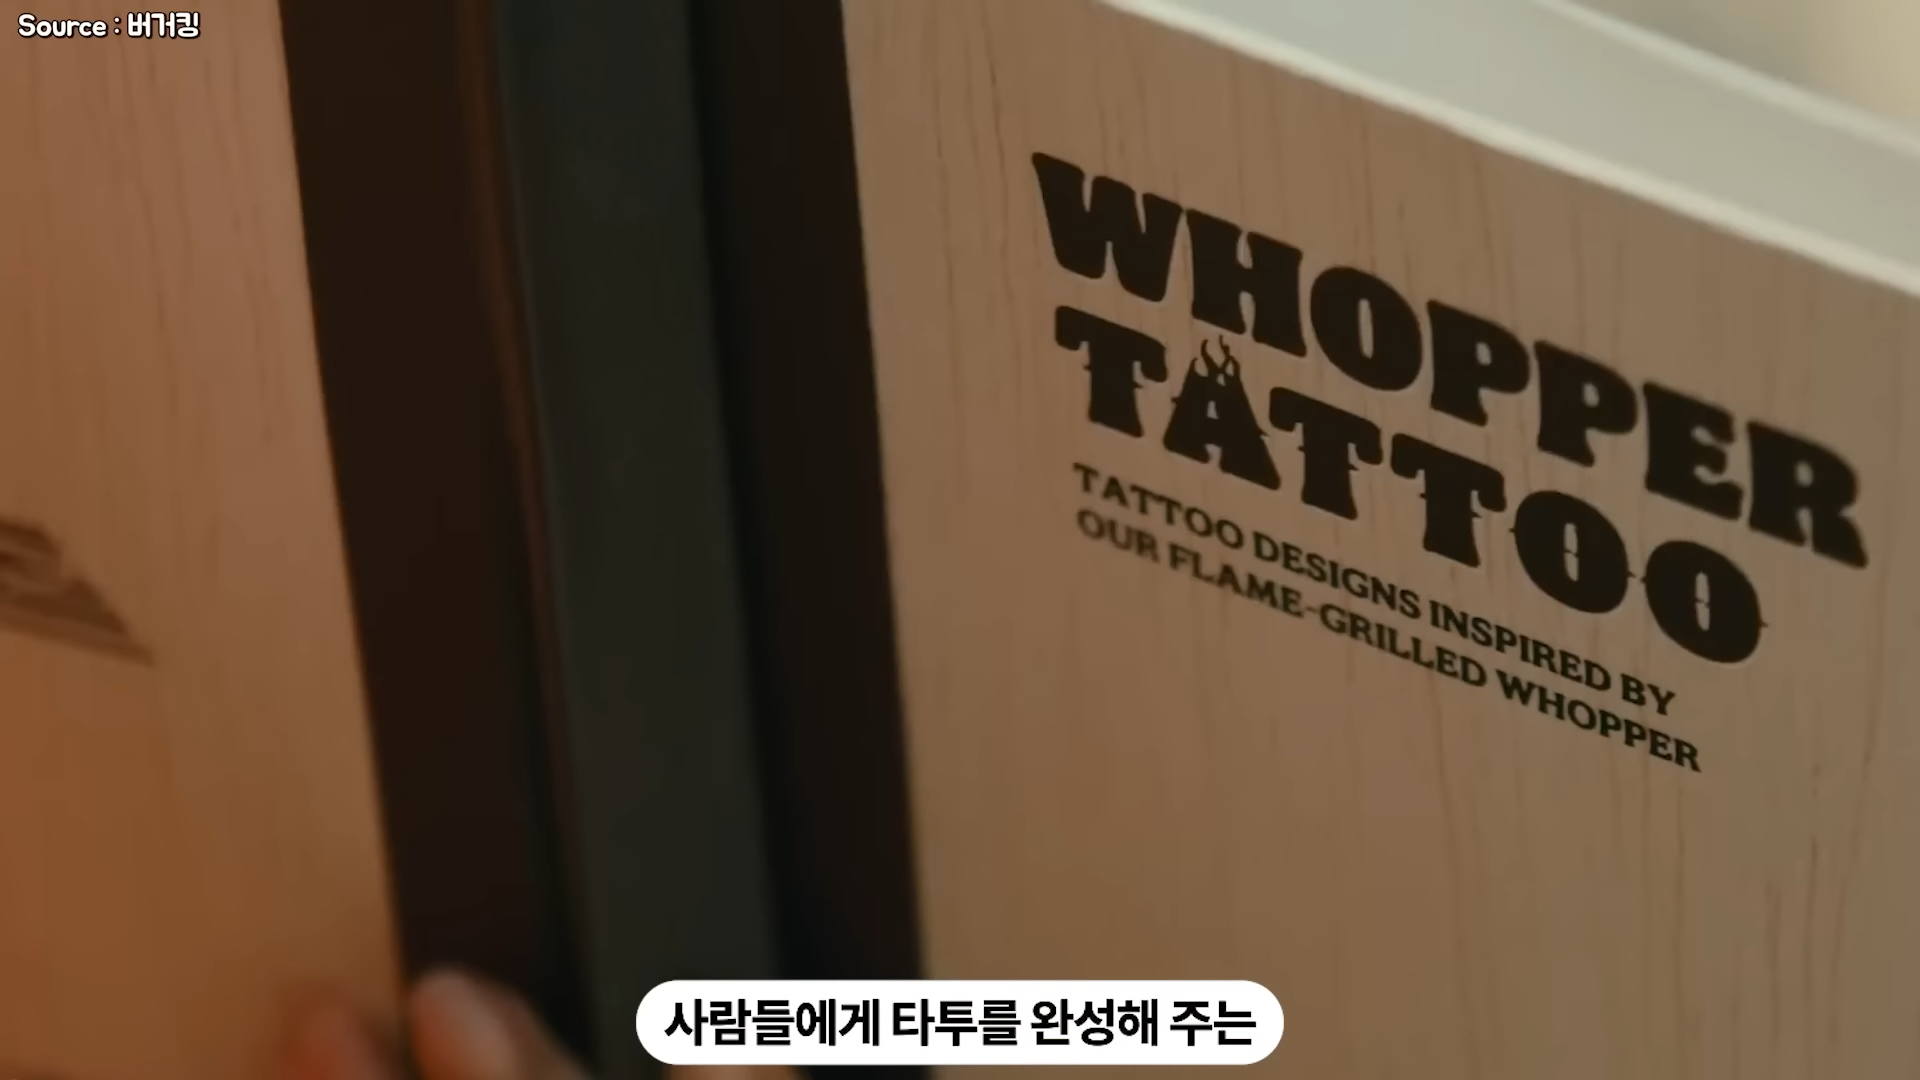 Source : 버거킹
WHOPPER
TATTOO
TATTOO DESIGNS INSPIRED BY
OUR FLAME-GRILLED WHOPPER
사람들에게 타투를 완성해 주는